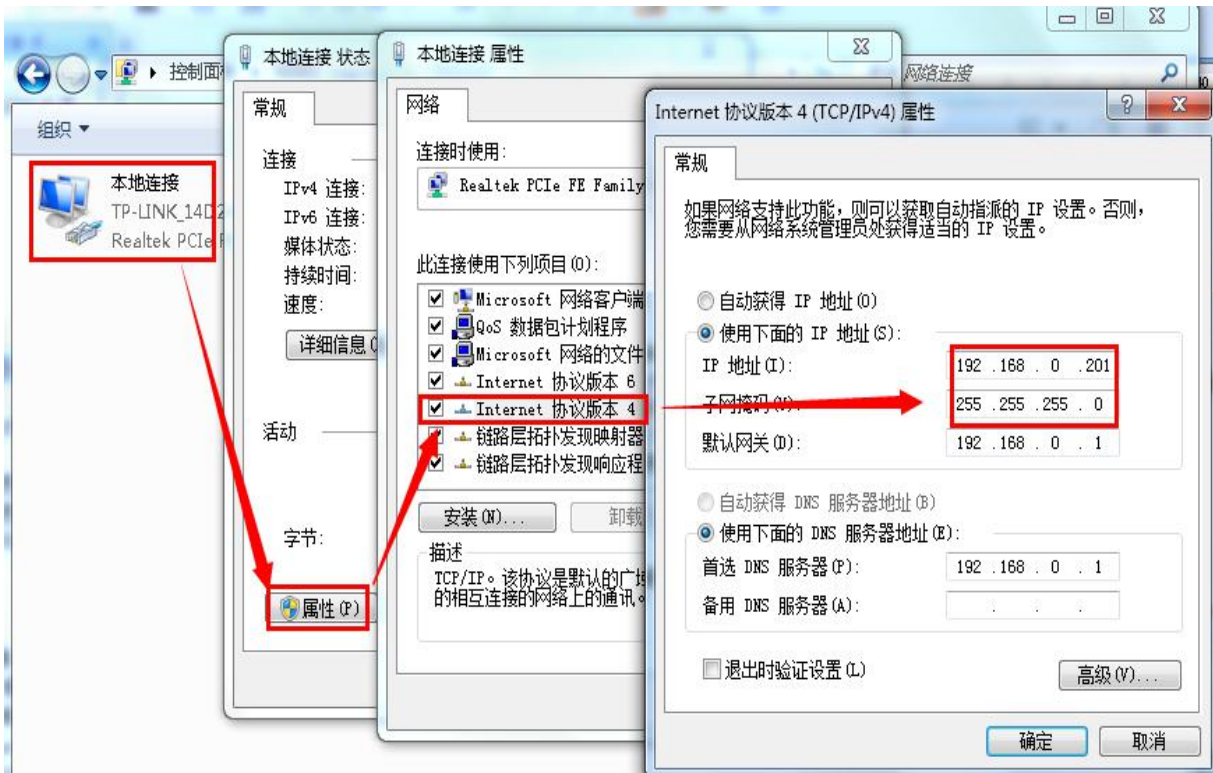 控制面
网络连接
组织
本地连接
TP-LINK_14D2
Realtek PCIe F
本地连接 状态
常规
连接
IPv4 连接:
IPv6 连接:
媒体状态:
持续时间:
速度:
详细信息(
活动
字节:
属性(P)
本地连接 属性
网络
连接时使用:
Realtek PCIe FE Family
此连接使用下列项目(O):
Microsoft 网络客户端
QoS 数据包计划程序
Microsoft 网络的文件
Internet 协议版本 6
Internet 协议版本 4
链路层拓扑发现映射器
链路层拓扑发现响应程
安装(N)...
卸载
描述
TCP/IP。该协议是默认的广域
的相互连接的网络上的通讯。
Internet 协议版本 4 (TCP/IPv4) 属性
常规
如果网络支持此功能，则可以获取自动指派的 IP 设置。否则，
您需要从网络系统管理员处获得适当的 IP 设置。
自动获得 IP 地址(O)
使用下面的 IP 地址(S):
IP 地址(I): 192 .168 . 0 .201
子网掩码(U): 255 .255 .255 . 0
默认网关(D): 192 .168 . 0 . 1
自动获得 DNS 服务器地址(B)
使用下面的 DNS 服务器地址(E):
首选 DNS 服务器(P): 192 .168 . 0 . 1
备用 DNS 服务器(A): . . .
退出时验证设置(L)
高级(V)...
确定
取消